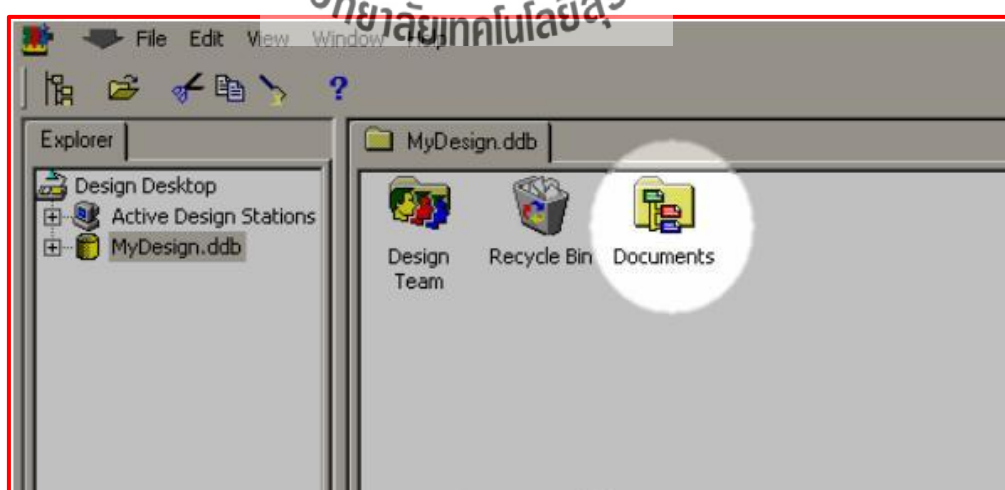 วิทยาลัยเทคโนโลยีสุร
File Edit View Window Help
?
Explorer
MyDesign.ddb
Design Desktop
Active Design Stations
MyDesign.ddb
Design Team
Recycle Bin
Documents